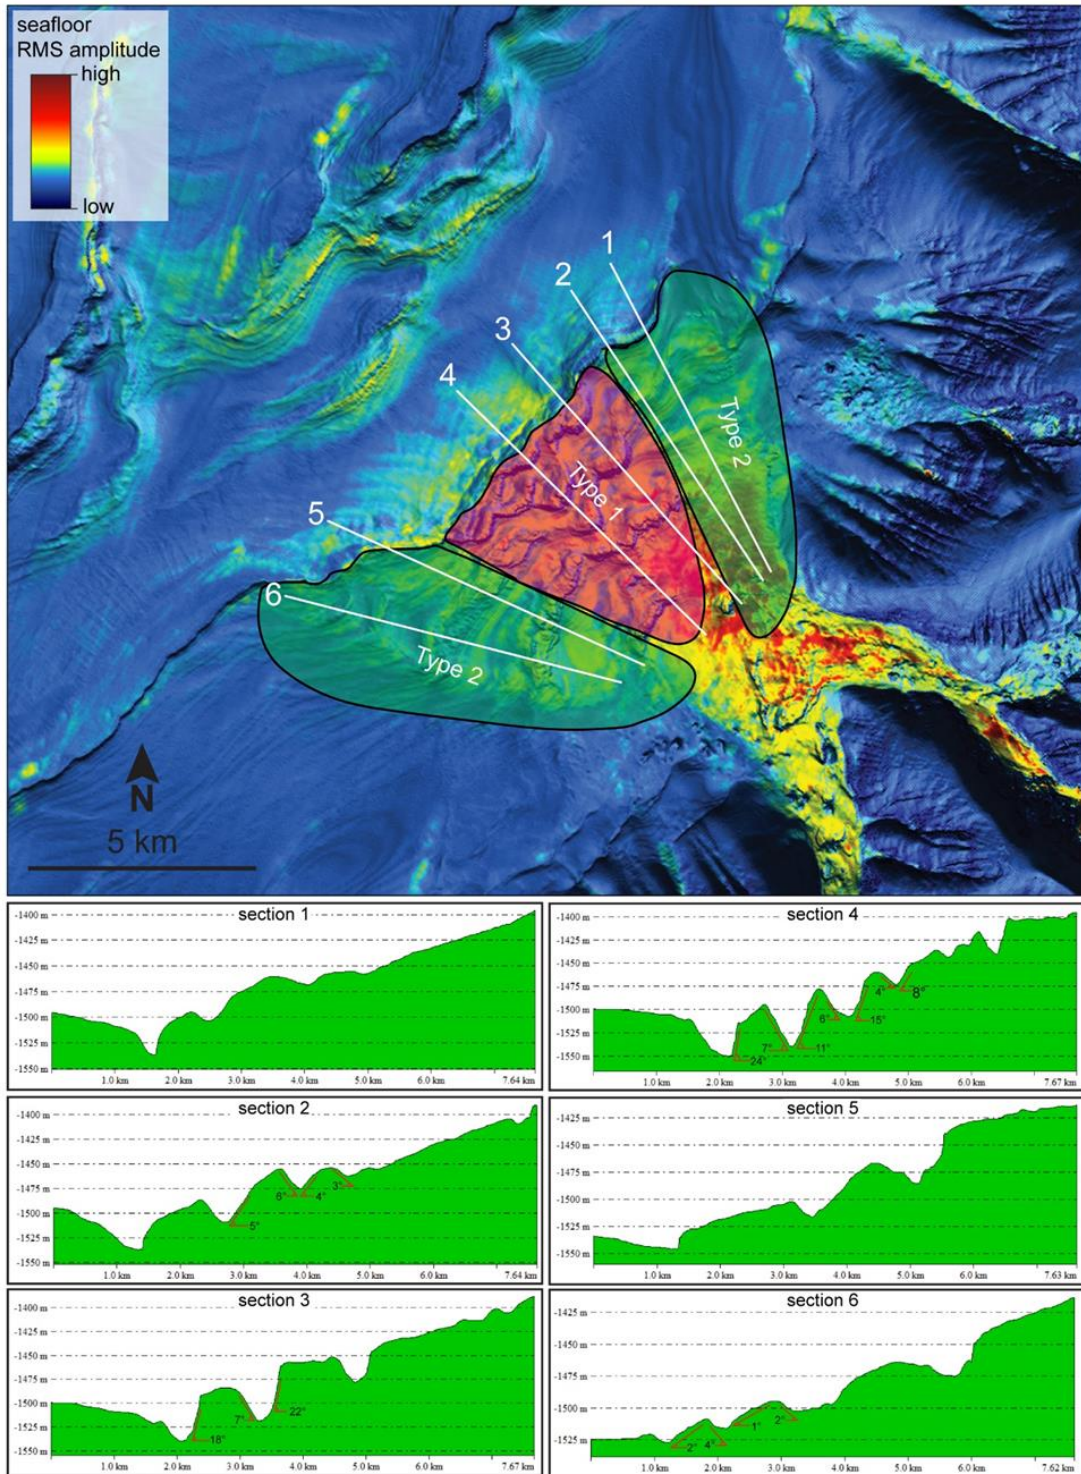 seafloor
RMS amplitude
high
low
1
2
3
4
5
6
Type 2
Type 1
Type 2
N
5 km
section 1
-1400 m
-1425 m
-1450 m
-1475 m
-1500 m
-1525 m
-1550 m
1.0 km 2.0 km 3.0 km 4.0 km 5.0 km 6.0 km 7.64 km
section 4
-1400 m
-1425 m
-1450 m
-1475 m
-1500 m
-1525 m
-1550 m
24° 7° 11° 6° 15° 4° 8°
1.0 km 2.0 km 3.0 km 4.0 km 5.0 km 6.0 km 7.67 km
section 2
-1400 m
-1425 m
-1450 m
-1475 m
-1500 m
-1525 m
-1550 m
5° 6° 4° 3°
1.0 km 2.0 km 3.0 km 4.0 km 5.0 km 6.0 km 7.64 km
section 5
-1425 m
-1450 m
-1475 m
-1500 m
-1525 m
-1550 m
1.0 km 2.0 km 3.0 km 4.0 km 5.0 km 6.0 km 7.63 km
section 3
-1400 m
-1425 m
-1450 m
-1475 m
-1500 m
-1525 m
-1550 m
18° 7° 22°
1.0 km 2.0 km 3.0 km 4.0 km 5.0 km 6.0 km 7.67 km
section 6
-1425 m
-1450 m
-1475 m
-1500 m
-1525 m
2° 4° 1° 2°
1.0 km 2.0 km 3.0 km 4.0 km 5.0 km 6.0 km 7.62 km